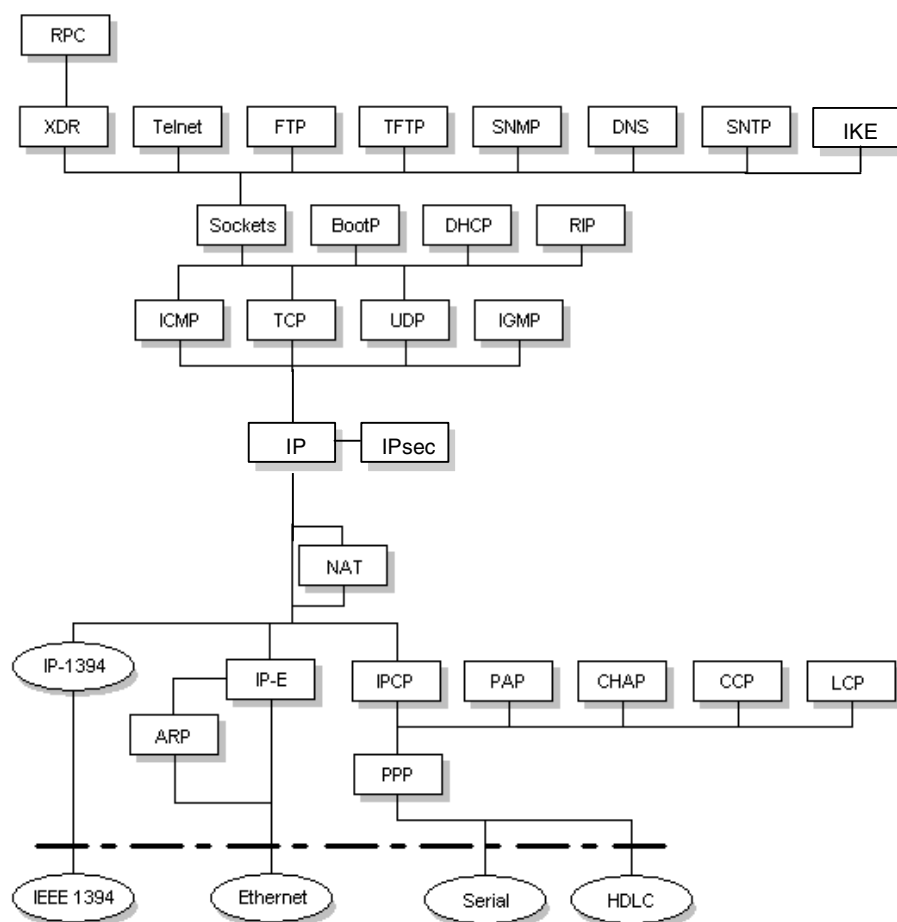 RPC
XDR Telnet FTP TFTP SNMP DNS SNTP IKE
Sockets BootP DHCP RIP
ICMP TCP UDP IGMP
IP IPsec
NAT
IP-1394 IP-E IPCP PAP CHAP CCP LCP
ARP
PPP
IEEE 1394 Ethernet Serial HDLC